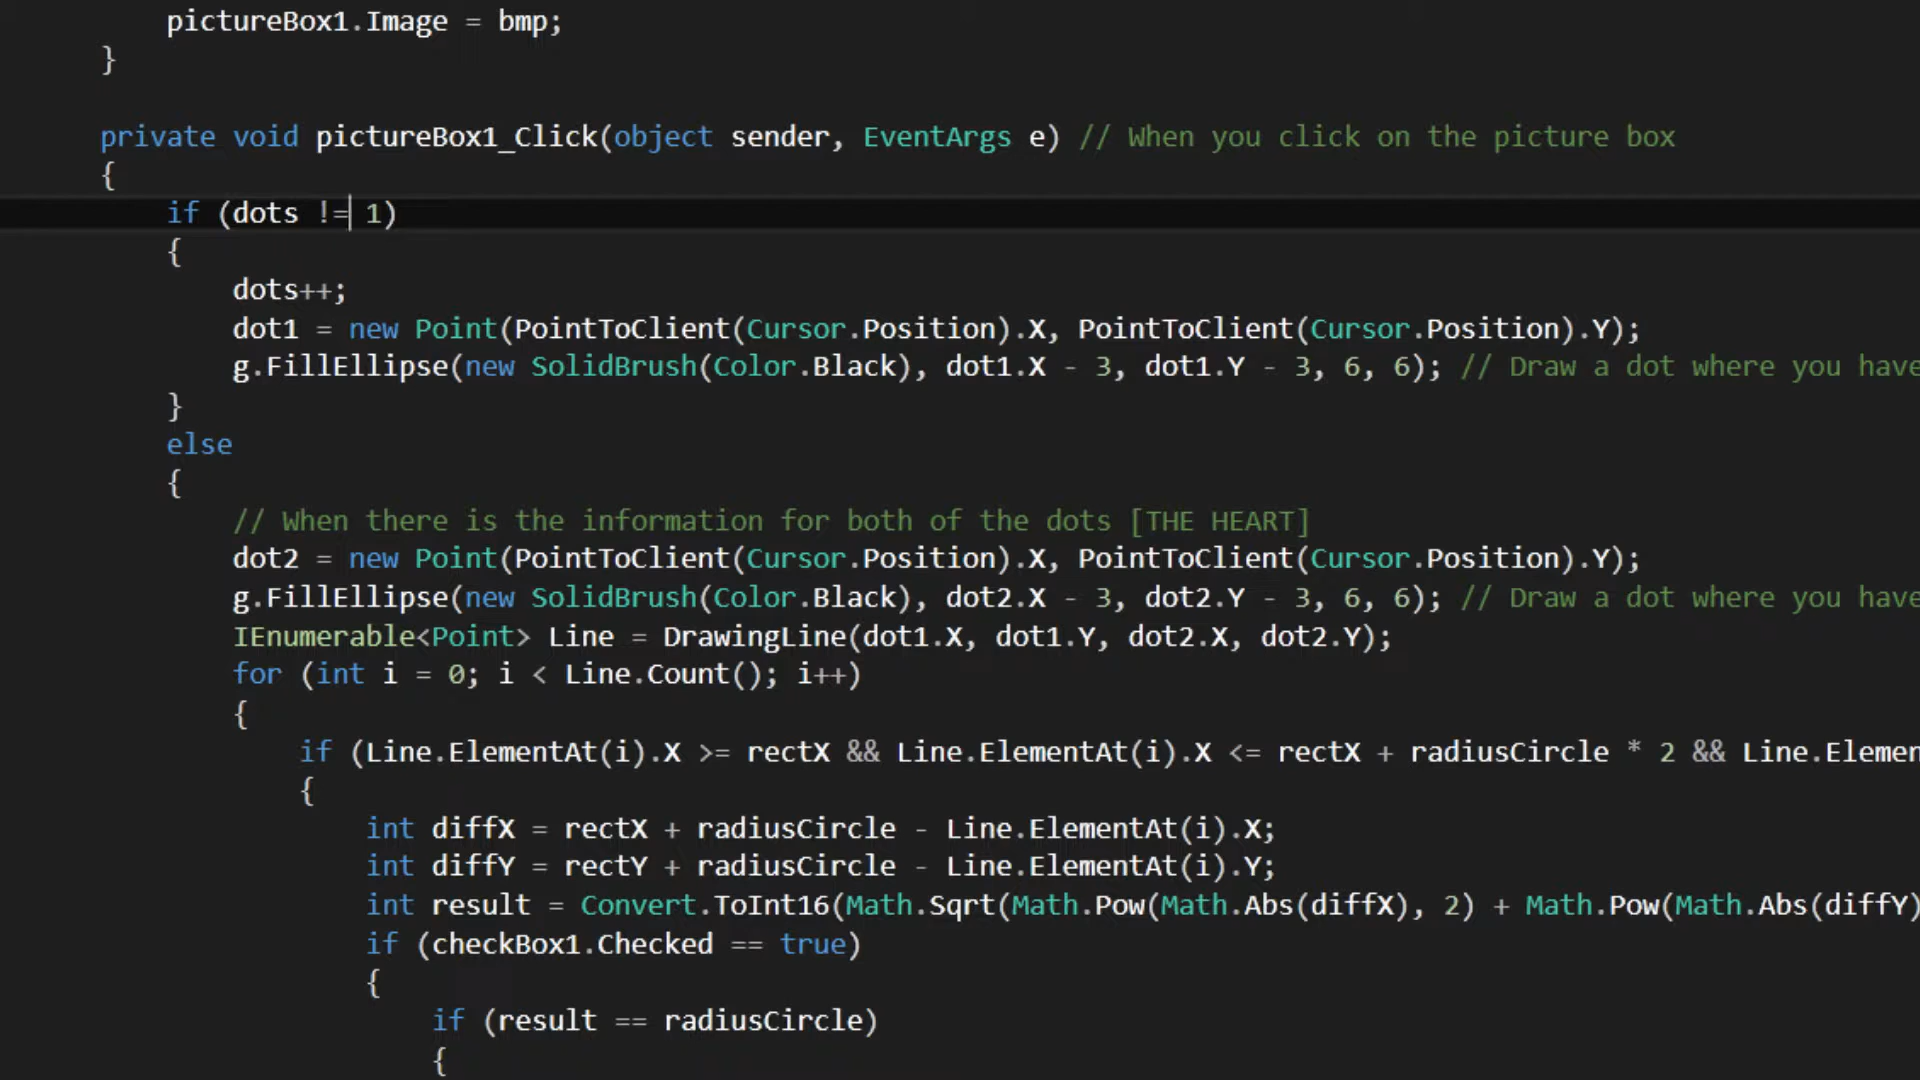 pictureBox1.Image = bmp;
}
private void pictureBox1_Click(object sender, EventArgs e) // When you click on the picture box
{
if (dots != 1)
{
dots++;
dot1 = new Point(PointToClient(Cursor.Position).X, PointToClient(Cursor.Position).Y);
g.FillEllipse(new SolidBrush(Color.Black), dot1.X - 3, dot1.Y - 3, 6, 6); // Draw a dot where you have
}
else
{
// When there is the information for both of the dots [THE HEART]
dot2 = new Point(PointToClient(Cursor.Position).X, PointToClient(Cursor.Position).Y);
g.FillEllipse(new SolidBrush(Color.Black), dot2.X - 3, dot2.Y - 3, 6, 6); // Draw a dot where you have
IEnumerable<Point> Line = DrawingLine(dot1.X, dot1.Y, dot2.X, dot2.Y);
for (int i = 0; i < Line.Count(); i++)
{
if (Line.ElementAt(i).X >= rectX && Line.ElementAt(i).X <= rectX + radiusCircle * 2 && Line.Elemen
{
int diffX = rectX + radiusCircle - Line.ElementAt(i).X;
int diffY = rectY + radiusCircle - Line.ElementAt(i).Y;
int result = Convert.ToInt16(Math.Sqrt(Math.Pow(Math.Abs(diffX), 2) + Math.Pow(Math.Abs(diffY)
if (checkBox1.Checked == true)
{
if (result == radiusCircle)
{